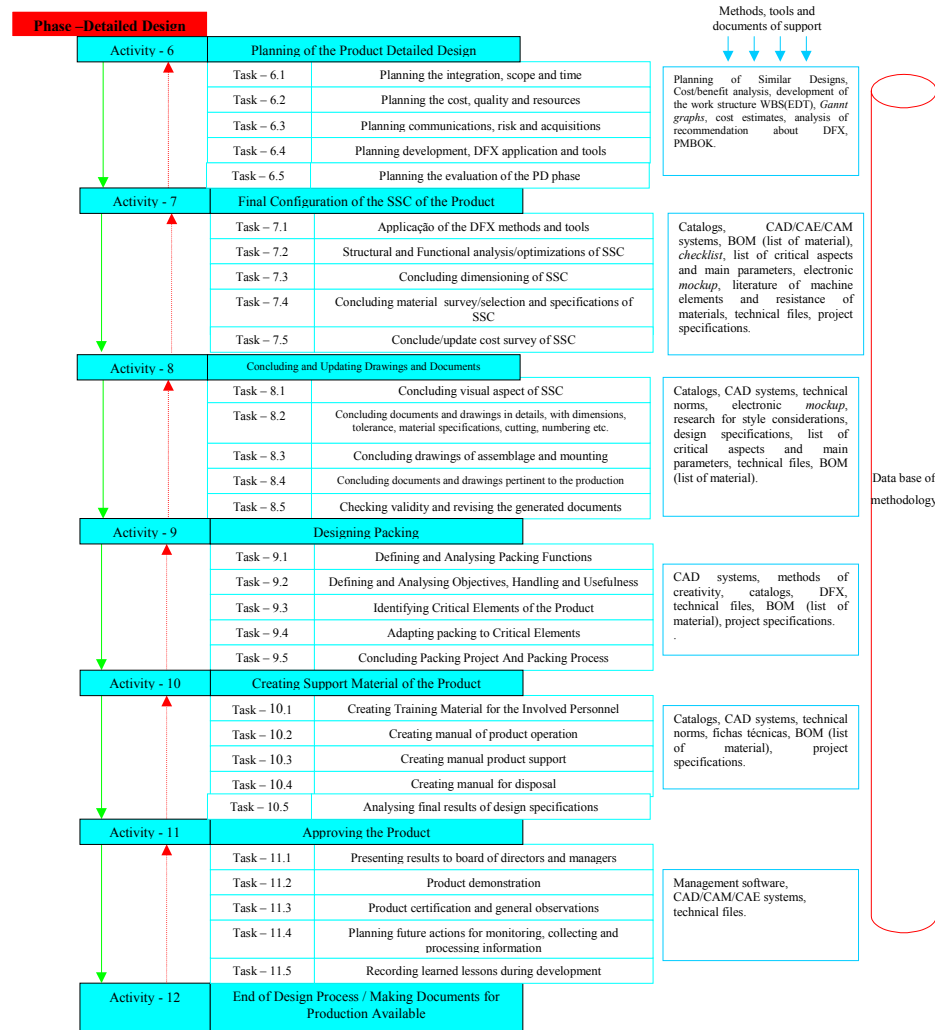 Phase –Detailed Design
Methods, tools and
documents of support
Activity - 6
Planning of the Product Detailed Design
Task – 6.1
Planning the integration, scope and time
Task – 6.2
Planning the cost, quality and resources
Task – 6.3
Planning communications, risk and acquisitions
Task – 6.4
Planning development, DFX application and tools
Task – 6.5
Planning the evaluation of the PD phase
Planning of Similar Designs,
Cost/benefit analysis, development of
the work structure WBS(EDT), Gannt
graphs, cost estimates, analysis of
recommendation about DFX,
PMBOK.
Activity - 7
Final Configuration of the SSC of the Product
Task – 7.1
Applicação of the DFX methods and tools
Task – 7.2
Structural and Functional analysis/optimizations of SSC
Task – 7.3
Concluding dimensioning of SSC
Task – 7.4
Concluding material survey/selection and specifications of
SSC
Task – 7.5
Conclude/update cost survey of SSC
Catalogs, CAD/CAE/CAM
systems, BOM (list of material),
checklist, list of critical aspects
and main parameters, electronic
mockup, literature of machine
elements and resistance of
materials, technical files, project
specifications.
Activity - 8
Concluding and Updating Drawings and Documents
Task – 8.1
Concluding visual aspect of SSC
Task – 8.2
Concluding documents and drawings in details, with dimensions,
tolerance, material specifications, cutting, numbering etc.
Task – 8.3
Concluding drawings of assemblage and mounting
Task – 8.4
Concluding documents and drawings pertinent to the production
Task – 8.5
Checking validity and revising the generated documents
Catalogs, CAD systems, technical
norms, electronic mockup,
research for style considerations,
design specifications, list of
critical aspects and main
parameters, technical files, BOM
(list of material).
Data base of
methodology
Activity - 9
Designing Packing
Task – 9.1
Defining and Analysing Packing Functions
Task – 9.2
Defining and Analysing Objectives, Handling and Usefulness
Task – 9.3
Identifying Critical Elements of the Product
Task – 9.4
Adapting packing to Critical Elements
Task – 9.5
Concluding Packing Project And Packing Process
CAD systems, methods of
creativity, catalogs, DFX,
technical files, BOM (list of
material), project specifications.
.
Activity - 10
Creating Support Material of the Product
Task – 10.1
Creating Training Material for the Involved Personnel
Task – 10.2
Creating manual of product operation
Task – 10.3
Creating manual product support
Task – 10.4
Creating manual for disposal
Task – 10.5
Analysing final results of design specifications
Catalogs, CAD systems, technical
norms, fichas técnicas, BOM (list
of material), project
specifications.
Activity - 11
Approving the Product
Task – 11.1
Presenting results to board of directors and managers
Task – 11.2
Product demonstration
Task – 11.3
Product certification and general observations
Task – 11.4
Planning future actions for monitoring, collecting and
processing information
Task – 11.5
Recording learned lessons during development
Management software,
CAD/CAM/CAE systems,
technical files.
Activity - 12
End of Design Process / Making Documents for
Production Available